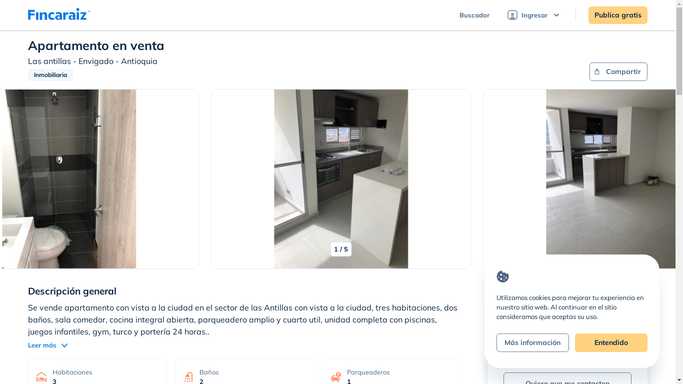 Fincaraiz
Buscador
Ingresar
Publica gratis
Apartamento en venta
Las antillas - Envigado - Antioquia
Inmobiliaria
Compartir
1 / 5
Descripción general
Se vende apartamento con vista a la ciudad en el sector de las Antillas con vista a la ciudad, tres habitaciones, dos
baños, sala comedor, cocina integral abierta, parqueadero amplio y cuarto util, unidad completa con piscinas,
juegos infantiles, gym, turco y portería 24 horas..
Leer más
Habitaciones
3
Baños
2
Parqueaderos
1
Utilizamos cookies para mejorar tu experiencia en
nuestro sitio web. Al continuar en el sitio
consideramos que aceptas su uso.
Más información
Entendido
Quiero que me contacten